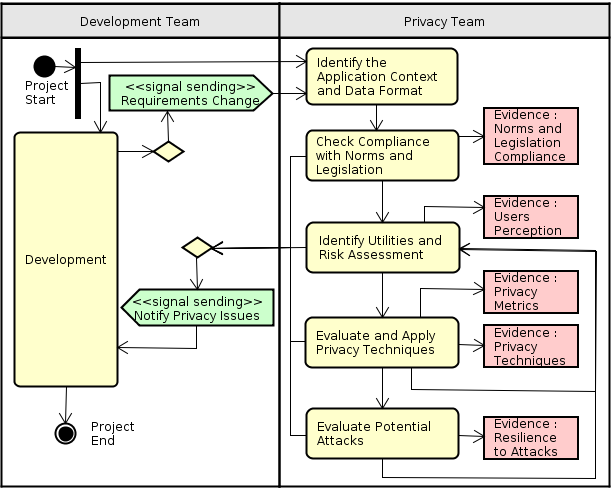 Development Team
Privacy Team
Project
Start
<<signal sending>>
Requirements Change
Identify the
Application Context
and Data Format
Check Compliance
with Norms and
Legislation
Evidence :
Norms and
Legislation
Compliance
Evidence :
Users
Perception
Development
Identify Utilities and
Risk Assessment
<<signal sending>>
Notify Privacy Issues
Evidence :
Privacy
Metrics
Evaluate and Apply
Privacy Techniques
Evidence :
Privacy
Techniques
Project
End
Evaluate Potential
Attacks
Evidence :
Resilience
to Attacks